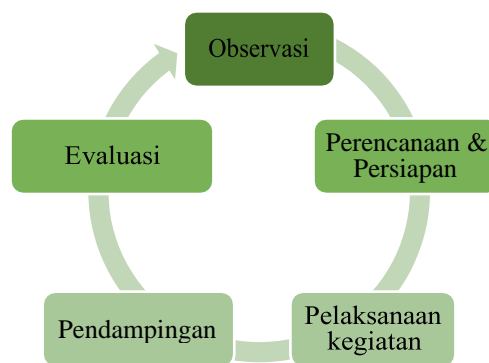 Observasi
Perencanaan &
Persiapan
Pelaksanaan
kegiatan
Pendampingan
Evaluasi